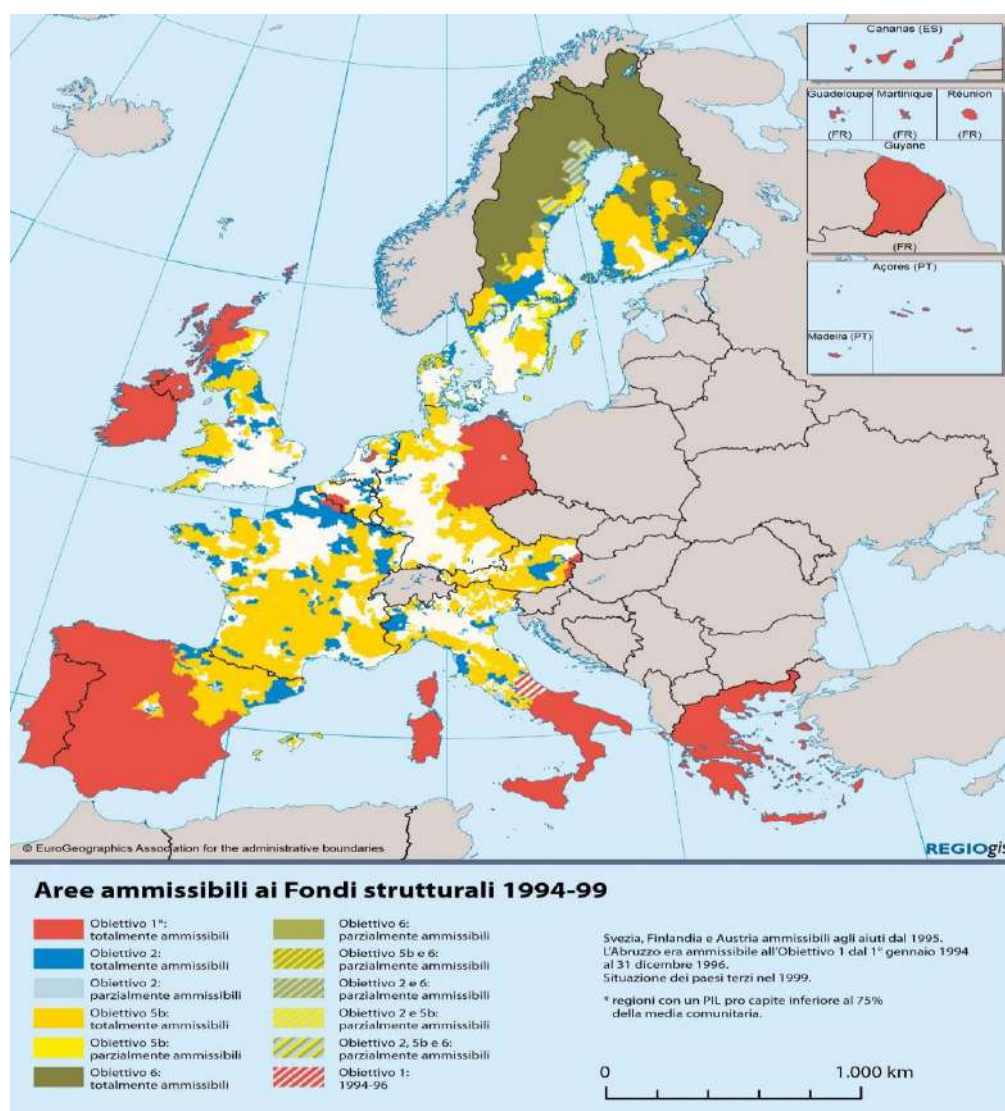 Canarias (ES)
Guadeloupe
Martinique
Réunion
(FR)
(FR)
(FR)
Guyane
(FR)
Açores (PT)
Madeira (PT)
© EuroGeographics Association for the administrative boundaries
REGIOgis
Aree ammissibili ai Fondi strutturali 1994-99
Obiettivo 1*:
totalmente ammissibili
Obiettivo 2:
totalmente ammissibili
Obiettivo 2:
parzialmente ammissibili
Obiettivo 5b:
totalmente ammissibili
Obiettivo 5b:
parzialmente ammissibili
Obiettivo 6:
totalmente ammissibili
Obiettivo 6:
parzialmente ammissibili
Obiettivo 5b e 6:
parzialmente ammissibili
Obiettivo 2 e 6:
parzialmente ammissibili
Obiettivo 2 e 5b:
parzialmente ammissibili
Obiettivo 2, 5b e 6:
parzialmente ammissibili
Obiettivo 1:
1994-96
Svezia, Finlandia e Austria ammissibili agli aiuti dal 1995.
L'Abruzzo era ammissibile all'Obiettivo 1 dal 1° gennaio 1994
al 31 dicembre 1996.
Situazione dei paesi terzi nel 1999.
* regioni con un PIL pro capite inferiore al 75%
della media comunitaria.
0 1.000 km